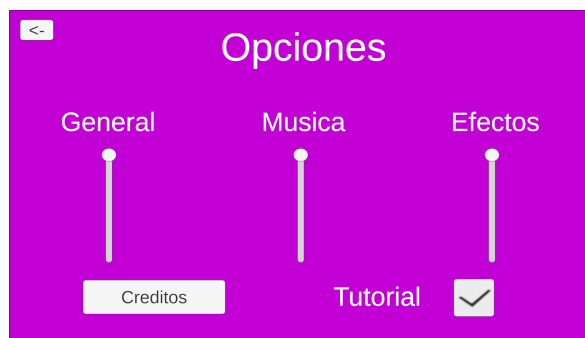 <-
Opciones
General
Musica
Efectos
Creditos
Tutorial